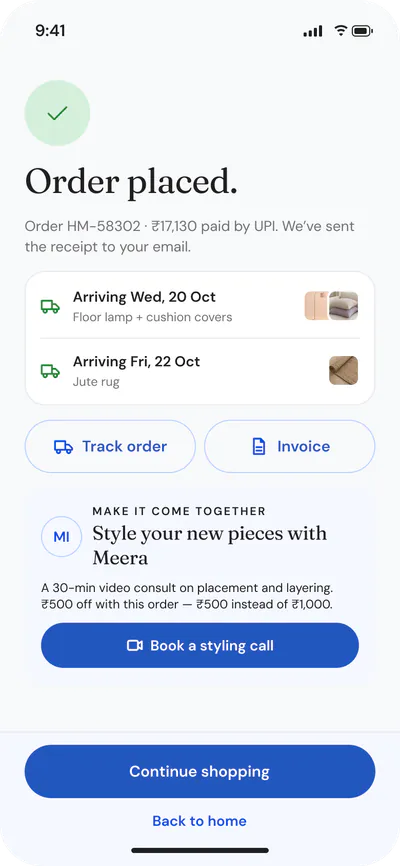 9:41
Order placed.
Order HM-58302 · ₹17,130 paid by UPI. We’ve sent
the receipt to your email.
Arriving Wed, 20 Oct
Floor lamp + cushion covers
Arriving Fri, 22 Oct
Jute rug
Track order
Invoice
MAKE IT COME TOGETHER
MI
Style your new pieces with
Meera
A 30-min video consult on placement and layering.
₹500 off with this order — ₹500 instead of ₹1,000.
Book a styling call
Continue shopping
Back to home